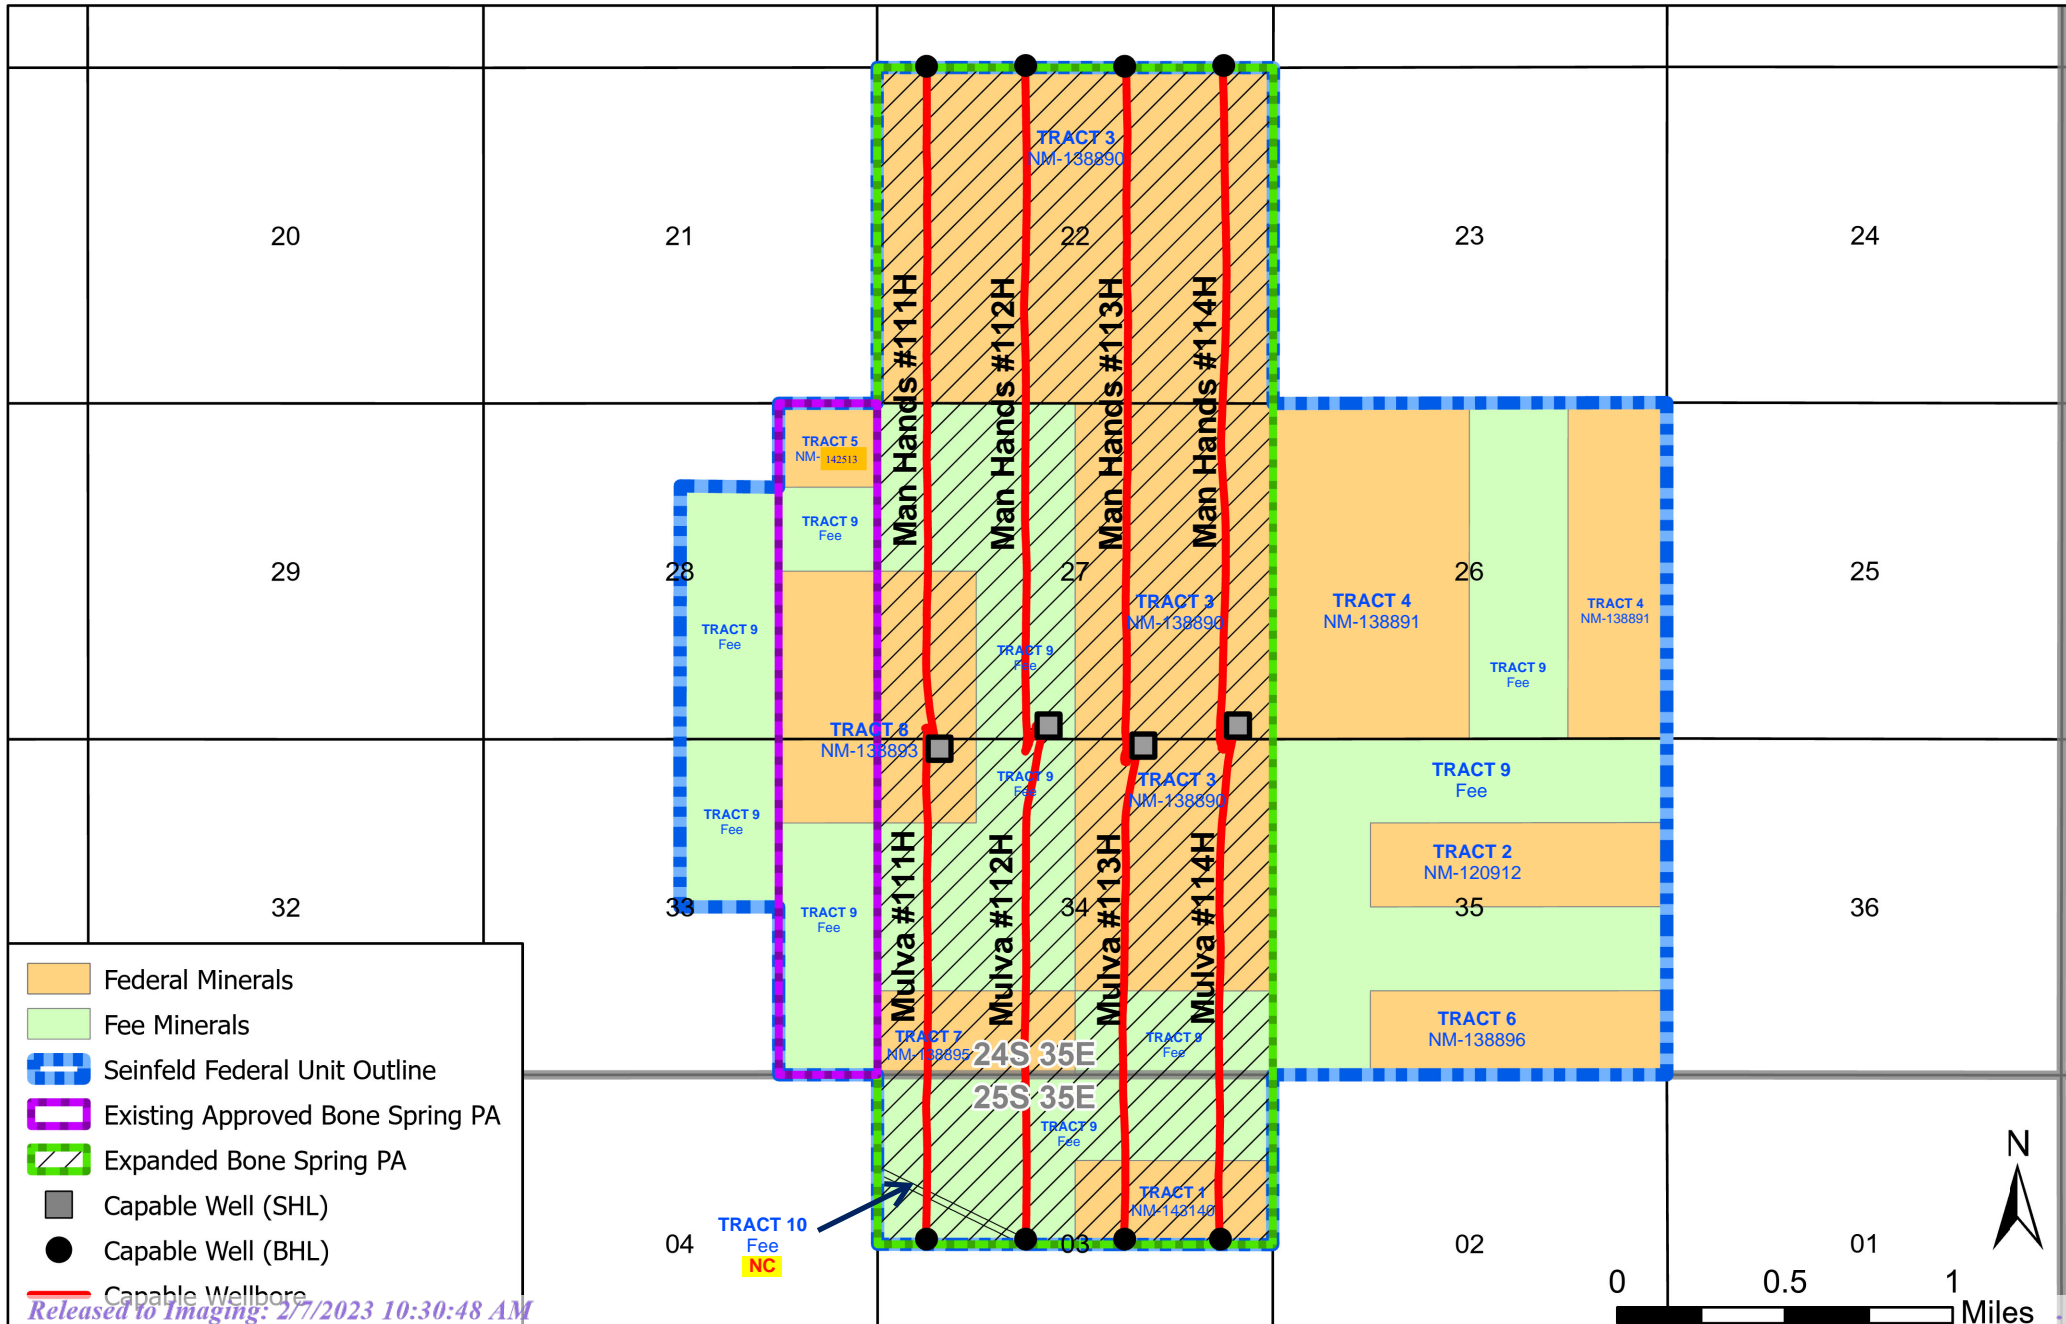 20
21
22
23
24
TRACT 3
NM-138890
Man Hands #111H
Man Hands #112H
Man Hands #113H
Man Hands #114H
TRACT 5
NM-142513
TRACT 9
Fee
29
28
27
26
25
TRACT 9
Fee
TRACT 9
Fee
TRACT 3
NM-138890
TRACT 4
NM-138891
TRACT 4
NM-138891
TRACT 9
Fee
TRACT 8
NM-138893
TRACT 9
Fee
TRACT 3
NM-138890
TRACT 9
Fee
TRACT 9
Fee
TRACT 2
NM-120912
Mulva #111H
Mulva #112H
Mulva #113H
Mulva #114H
32
33
34
35
36
TRACT 9
Fee
TRACT 7
NM-138895
TRACT 9
Fee
TRACT 6
NM-138896
24S 35E
25S 35E
TRACT 9
Fee
TRACT 1
NM-143140
TRACT 10
Fee
NC
04
03
02
01
Federal Minerals
Fee Minerals
Seinfeld Federal Unit Outline
Existing Approved Bone Spring PA
Expanded Bone Spring PA
Capable Well (SHL)
Capable Well (BHL)
Capable Wellbore
Released to Imaging: 2/7/2023 10:30:48 AM
N
0 0.5 1
Miles